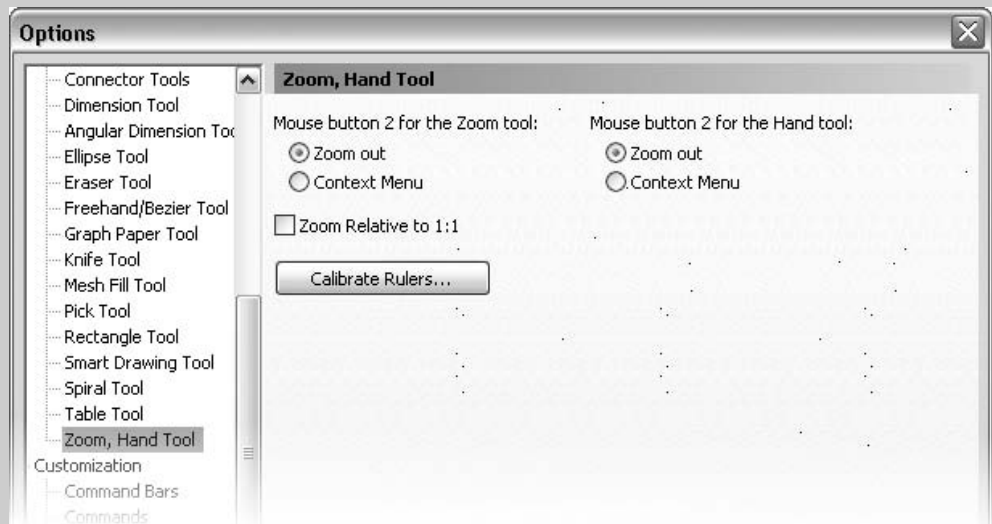 Options
Connector Tools
Dimension Tool
Angular Dimension Too
Ellipse Tool
Eraser Tool
Freehand/Bezier Tool
Graph Paper Tool
Knife Tool
Mesh Fill Tool
Pick Tool
Rectangle Tool
Smart Drawing Tool
Spiral Tool
Table Tool
Zoom, Hand Tool
Customization
Command Bars
Commands
Zoom, Hand Tool
Mouse button 2 for the Zoom tool:
Zoom out
Context Menu
Mouse button 2 for the Hand tool:
Zoom out
Context Menu
Zoom Relative to 1:1
Calibrate Rulers...